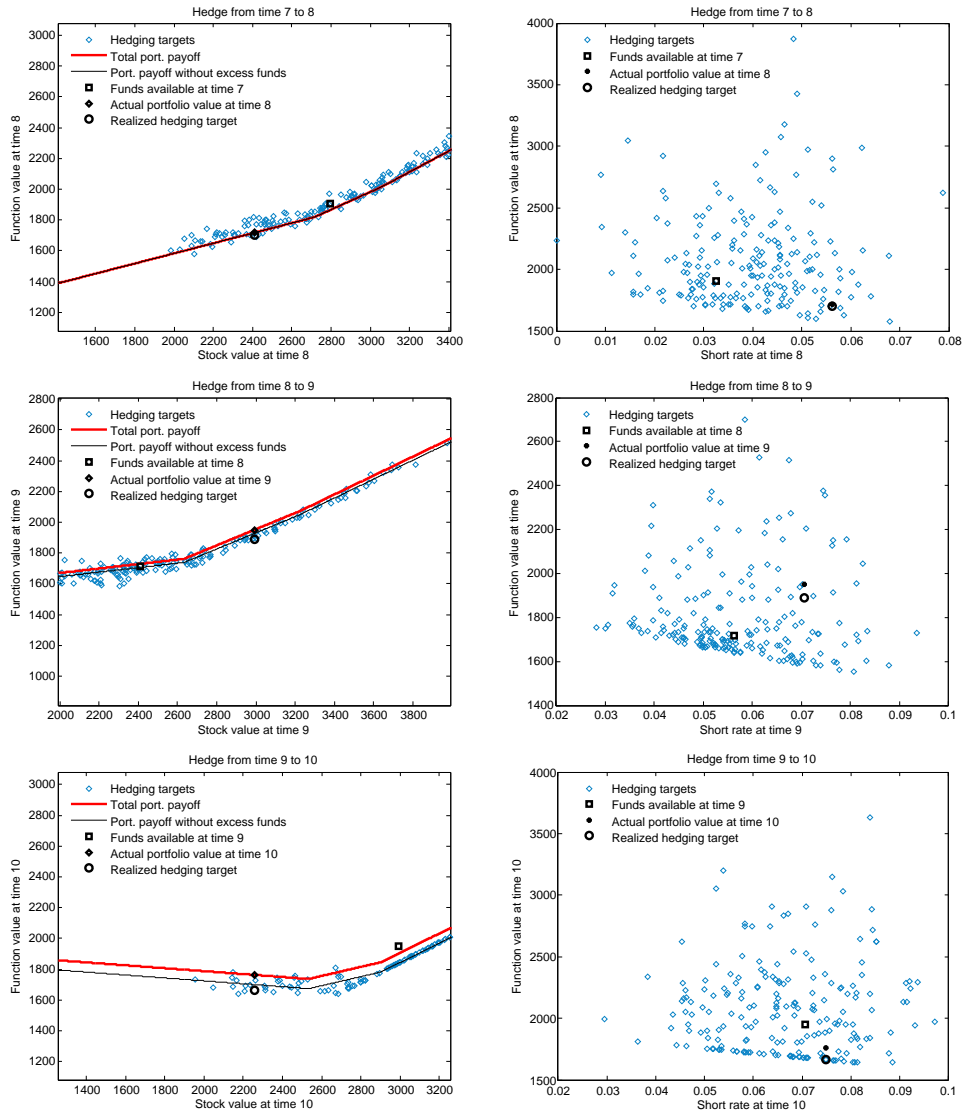 Hedge from time 7 to 8
Function value at time 8
3000
2800
2600
2400
2200
2000
1800
1600
1400
1200
Hedging targets
Total port. payoff
Port. payoff without excess funds
Funds available at time 7
Actual portfolio value at time 8
Realized hedging target
1600 1800 2000 2200 2400 2600 2800 3000 3200 3400
Stock value at time 8
Hedge from time 7 to 8
Function value at time 8
4000
3500
3000
2500
2000
1500
Hedging targets
Funds available at time 7
Actual portfolio value at time 8
Realized hedging target
0 0.01 0.02 0.03 0.04 0.05 0.06 0.07 0.08
Short rate at time 8
Hedge from time 8 to 9
Function value at time 9
2800
2600
2400
2200
2000
1800
1600
1400
1200
1000
800
Hedging targets
Total port. payoff
Port. payoff without excess funds
Funds available at time 8
Actual portfolio value at time 9
Realized hedging target
2000 2200 2400 2600 2800 3000 3200 3400 3600 3800
Stock value at time 9
Hedge from time 8 to 9
Function value at time 9
2800
2600
2400
2200
2000
1800
1600
1400
Hedging targets
Funds available at time 8
Actual portfolio value at time 9
Realized hedging target
0.02 0.03 0.04 0.05 0.06 0.07 0.08 0.09 0.1
Short rate at time 9
Hedge from time 9 to 10
Function value at time 10
3000
2800
2600
2400
2200
2000
1800
1600
1400
1200
Hedging targets
Total port. payoff
Port. payoff without excess funds
Funds available at time 9
Actual portfolio value at time 10
Realized hedging target
1400 1600 1800 2000 2200 2400 2600 2800 3000 3200
Stock value at time 10
Hedge from time 9 to 10
Function value at time 10
4000
3500
3000
2500
2000
1500
Hedging targets
Funds available at time 9
Actual portfolio value at time 10
Realized hedging target
0.02 0.03 0.04 0.05 0.06 0.07 0.08 0.09 0.1
Short rate at time 10